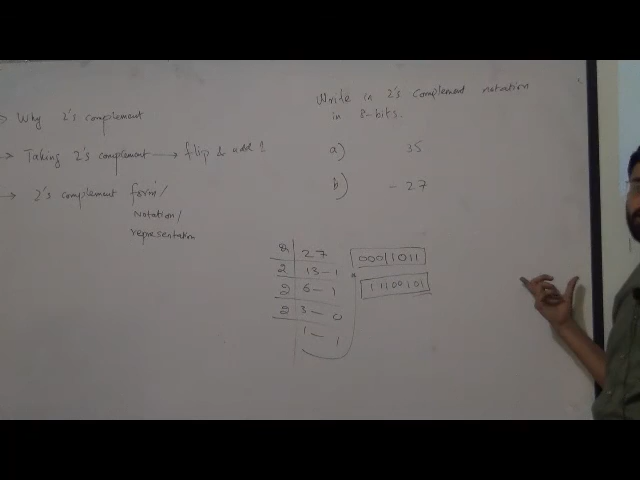 -> Why 2's complement
-> Taking 2's complement -> flip & add 1
-> 2's complement form/
Notation/
representation
Write in 2's complement notation
in 8-bits.
a) 35
b) - 27
2 27
2 13 - 1
2 6 - 1
2 3 - 0
1 - 1
00011011
11100101